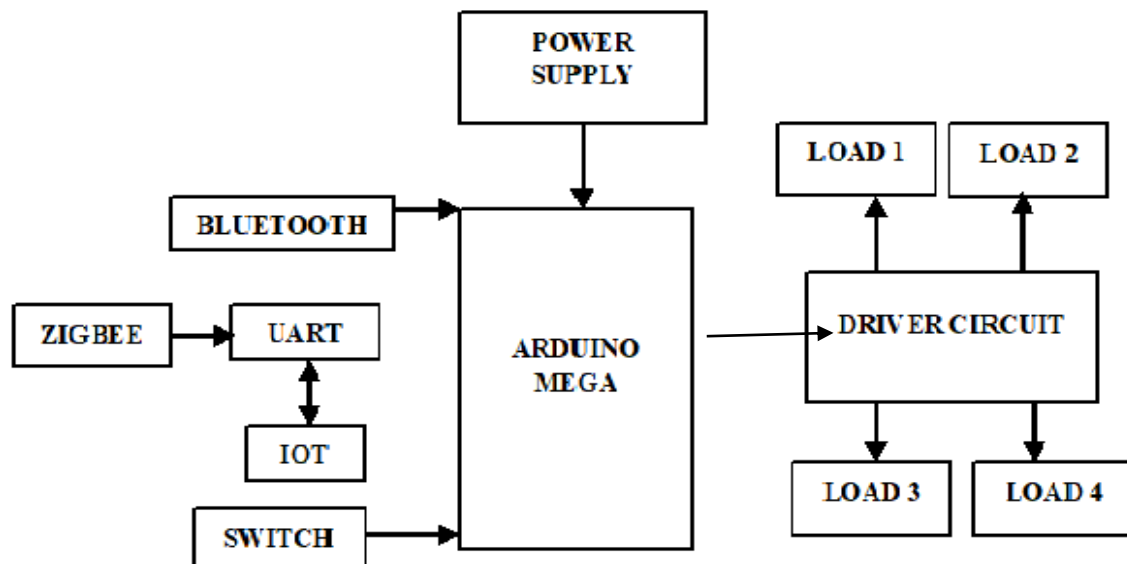 POWER
SUPPLY
LOAD 1
LOAD 2
BLUETOOTH
ZIGBEE
UART
ARDUINO
MEGA
DRIVER CIRCUIT
IOT
LOAD 3
LOAD 4
SWITCH